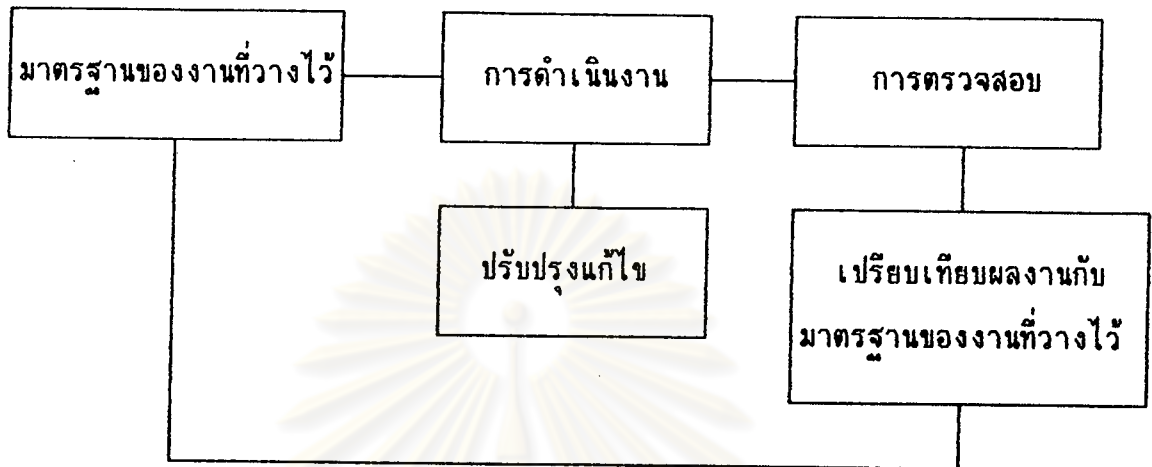 มาตรฐานของงานที่วางไว้
การดำเนินงาน
การตรวจสอบ
ปรับปรุงแก้ไข
เปรียบเทียบผลงานกับ
มาตรฐานของงานที่วางไว้